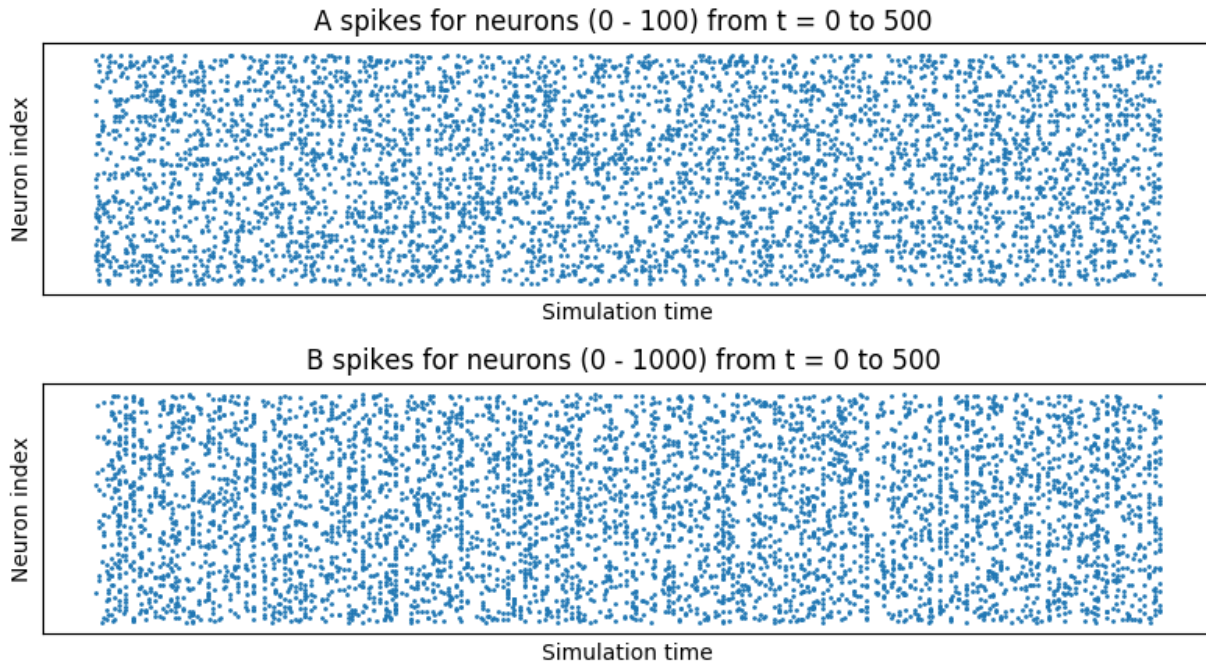 A spikes for neurons (0 - 100) from t = 0 to 500
Neuron index
Simulation time
B spikes for neurons (0 - 1000) from t = 0 to 500
Neuron index
Simulation time